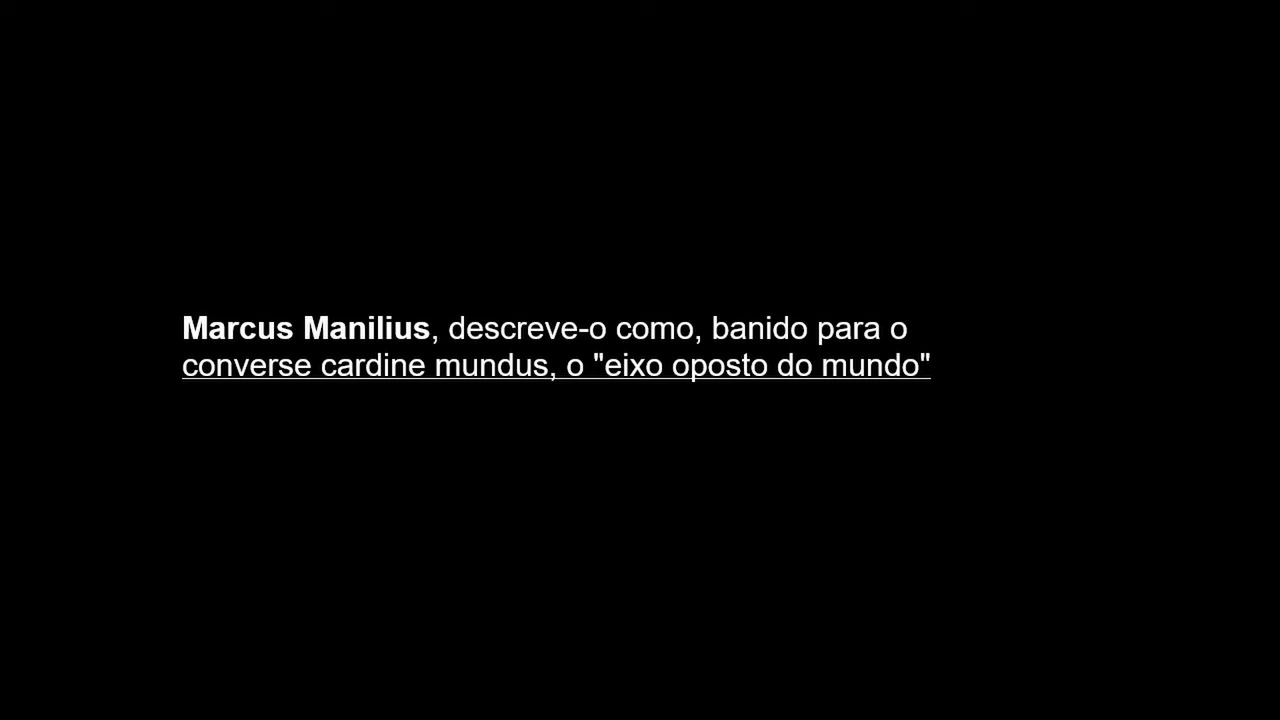 Marcus Manilius, descreve-o como, banido para o
converse cardine mundus, o "eixo oposto do mundo"